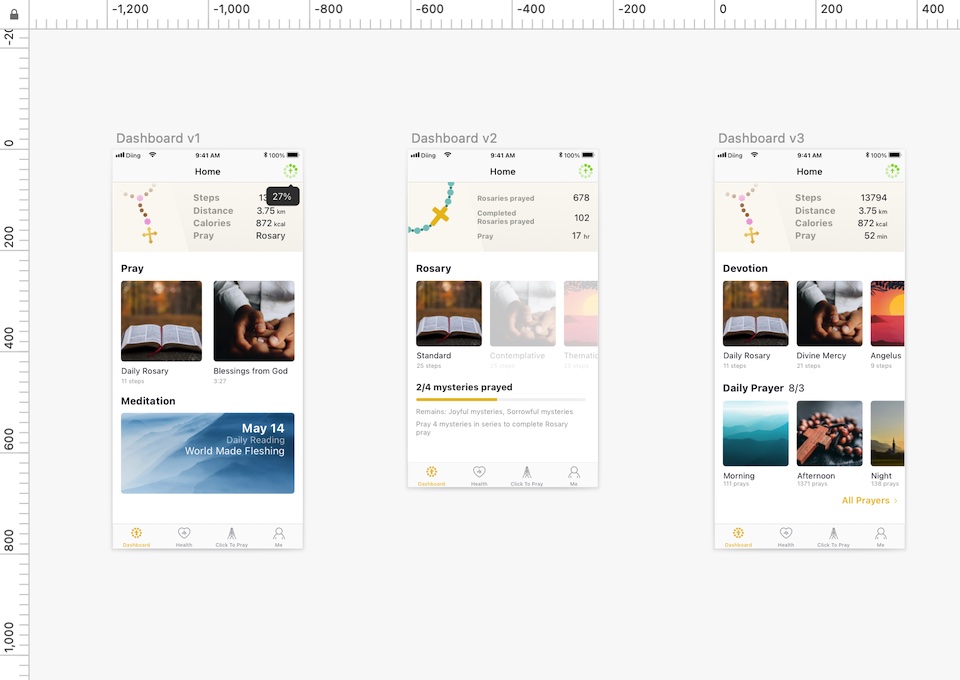 -1,200 -1,000 -800 -600 -400 -200 0 200 400
0
200
400
600
800
1,000
Dashboard v1
Diing 9:41 AM 100%
Home
27%
Steps
Distance 3.75 km
Calories 872 kcal
Pray Rosary
Pray
Daily Rosary
11 steps
Blessings from God
3:27
Meditation
May 14
Daily Reading
World Made Fleshing
Dashboard Health Click To Pray Me
Dashboard v2
Diing 9:41 AM 100%
Home
Rosaries prayed 678
Completed
Rosaries prayed 102
Pray 17 hr
Rosary
Standard
25 steps
Contemplative
25 steps
Thematic
2/4 mysteries prayed
Remains: Joyful mysteries, Sorrowful mysteries
Pray 4 mysteries in series to complete Rosary
pray
Dashboard Health Click To Pray Me
Dashboard v3
Diing 9:41 AM 100%
Home
Steps 13794
Distance 3.75 km
Calories 872 kcal
Pray 52 min
Devotion
Daily Rosary
11 steps
Divine Mercy
21 steps
Angelus
9 steps
Daily Prayer 8/3
Morning
111 prays
Afternoon
1371 prays
Night
138 prays
All Prayers >
Dashboard Health Click To Pray Me